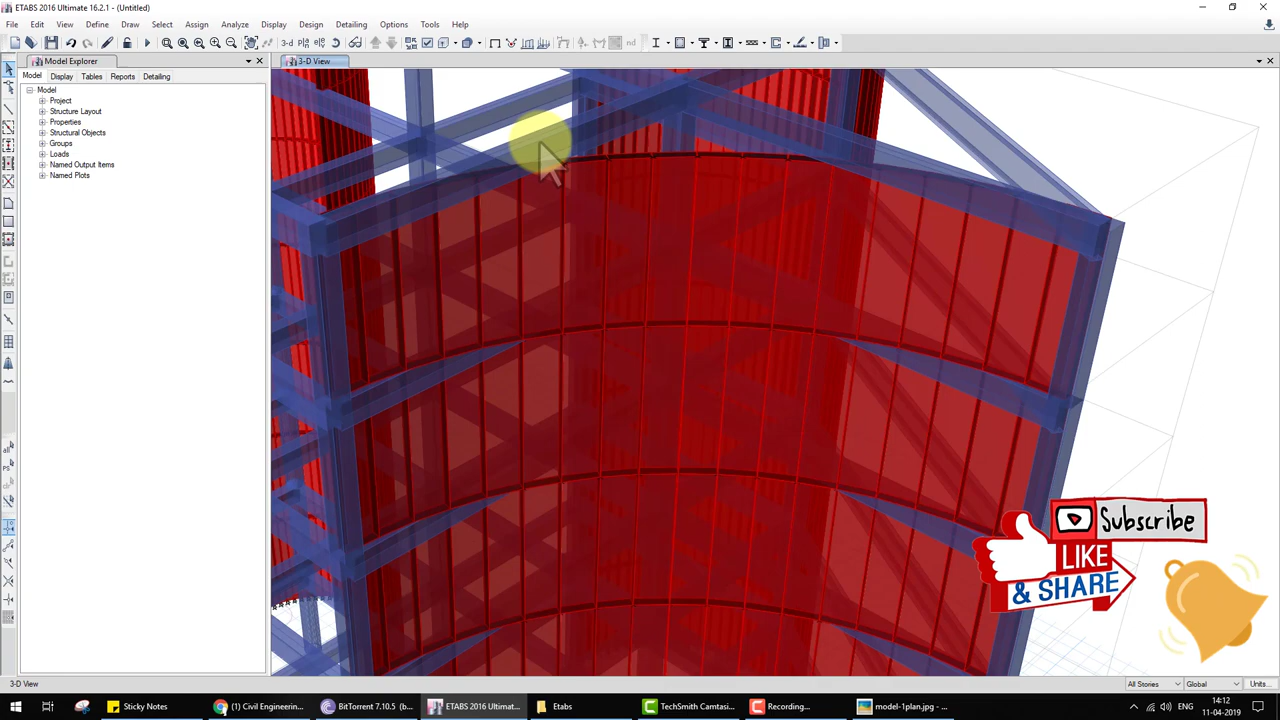 ETABS 2016 Ultimate 16.2.1 - (Untitled)
File Edit View Define Draw Select Assign Analyze Display Design Detailing Options Tools Help
3-d
nd
Model Explorer
3-D View
Model Display Tables Reports Detailing
Model
Project
Structure Layout
Properties
Structural Objects
Groups
Loads
Named Output Items
Named Plots
all
Subscribe
LIKE
& SHARE
3-D View
All Stories
Global
Units...
Sticky Notes
(1) Civil Engineerin...
BitTorrent 7.10.5 (b...
ETABS 2016 Ultimat...
Etabs
TechSmith Camtasi...
Recording...
model-1plan.jpg - ...
ENG
14:12
11-04-2019